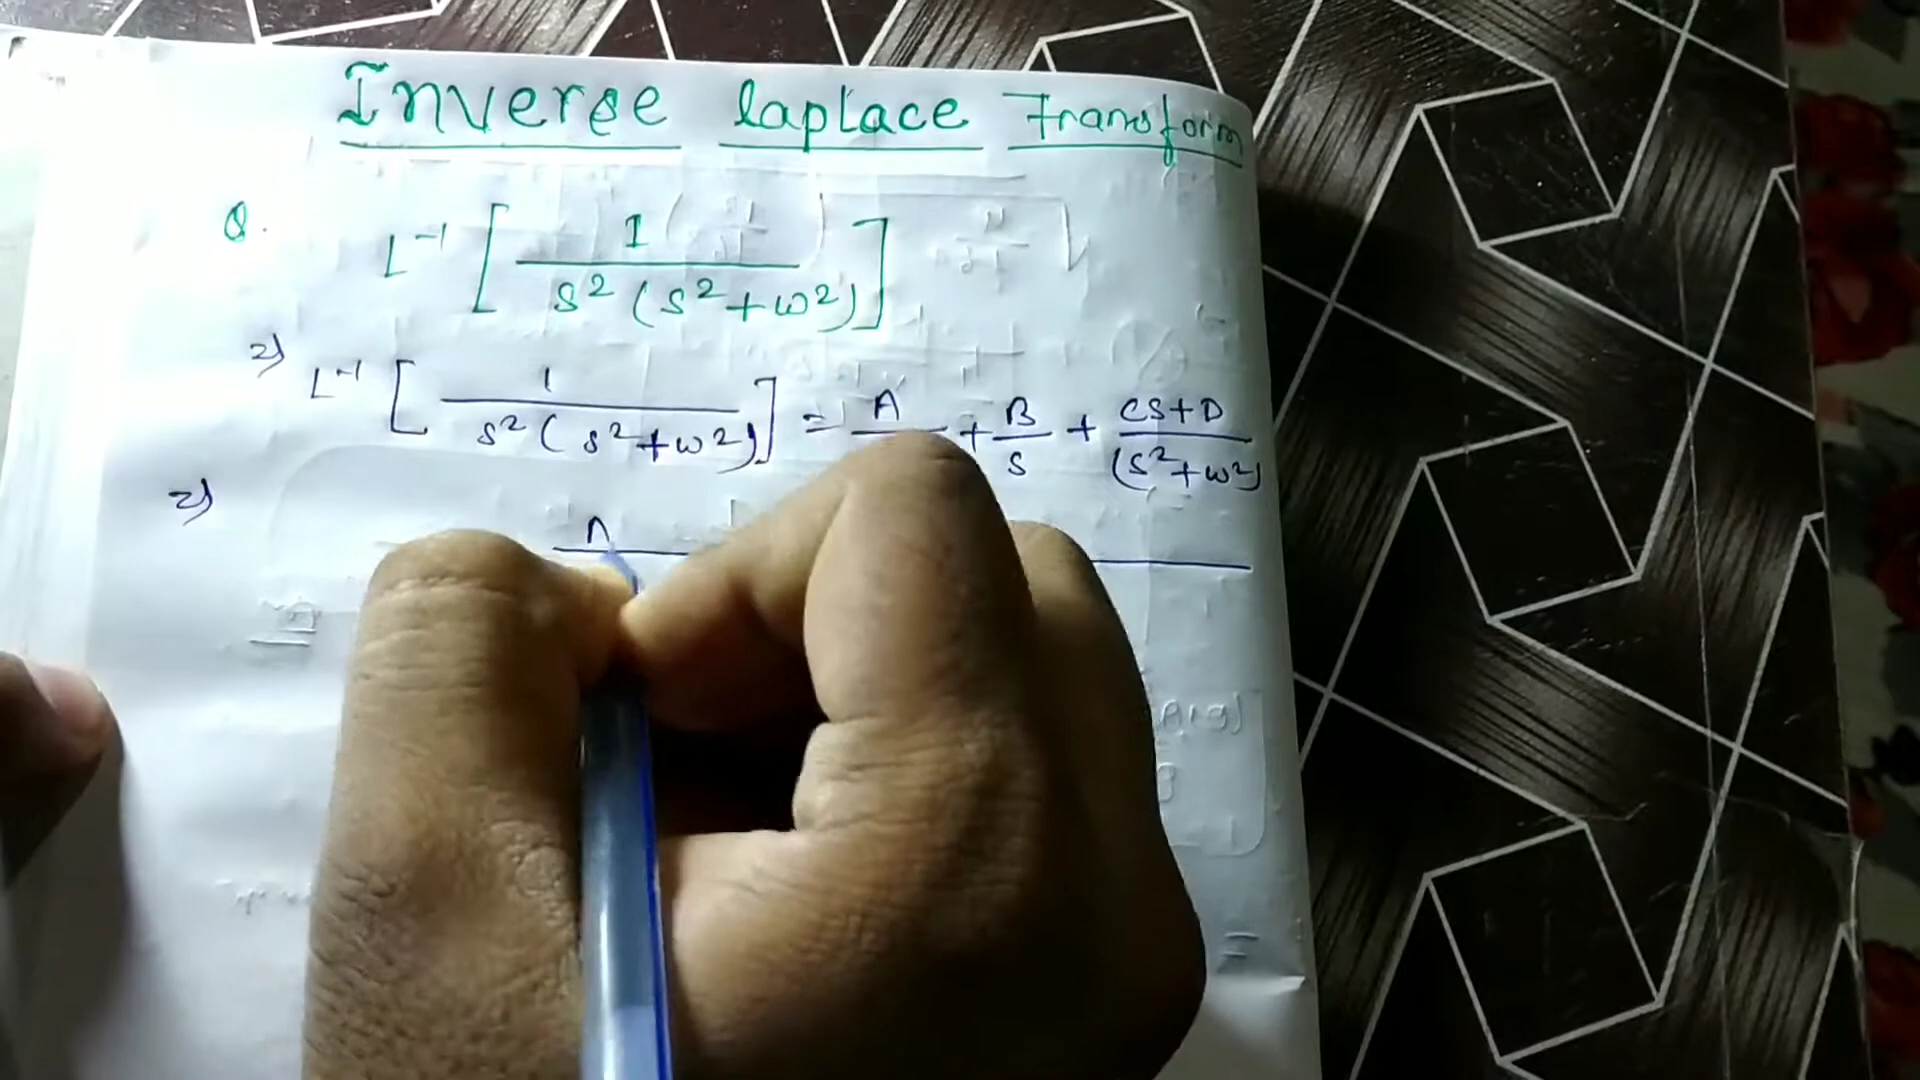 Inverse laplace Transform
Q. L⁻¹ [ 1 / s² (s²+ω²) ]
⇒ L⁻¹ [ 1 / s² (s²+ω²) ] = A / + B / s + cs+D / (s²+ω²)
⇒ A